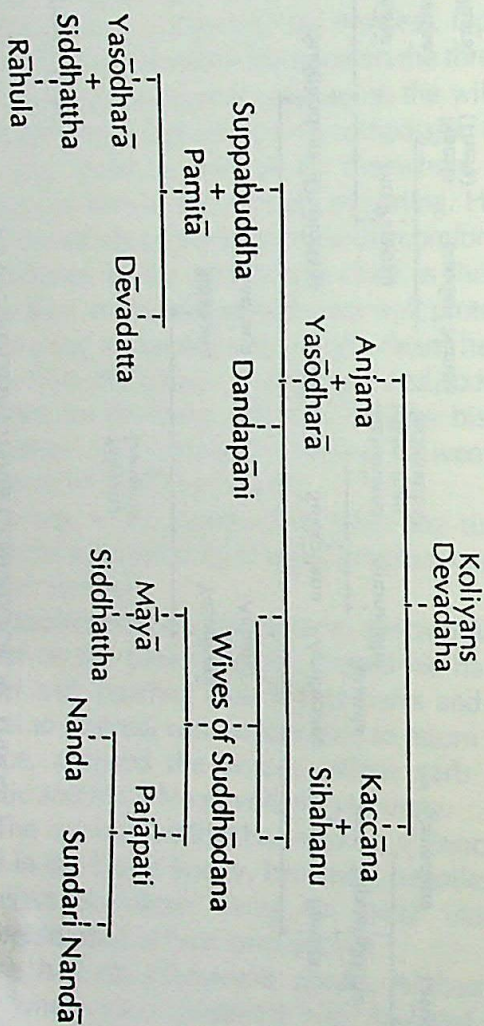 Koliyans
Devadaha
Anjana
+
Yasōdharā
Kaccāna
+
Sihahanu
Suppabuddha
+
Pamitā
Dandapāni
Wives of Suddhōdana
Yasōdharā
+
Siddhattha
Rāhula
Dēvadatta
Māyā
Siddhattha
Pajāpati
Nanda
Sundari Nandā